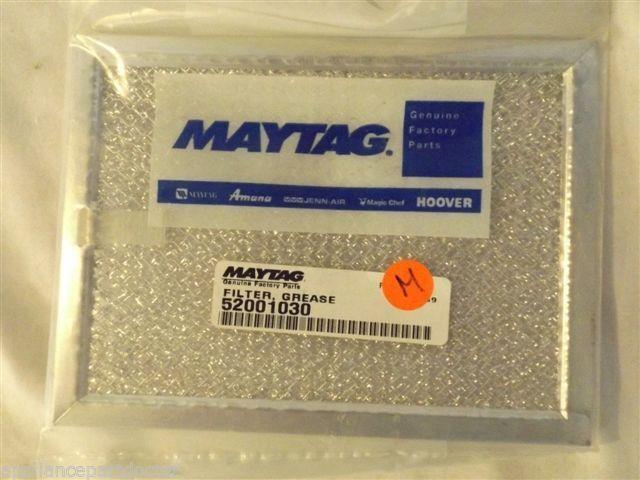 MAYTAG®
Genuine
Factory
Parts
MAYTAG Amana JENN-AIR Magic Chef HOOVER
MAYTAG®
Genuine Factory Parts
FILTER, GREASE
52001030
M